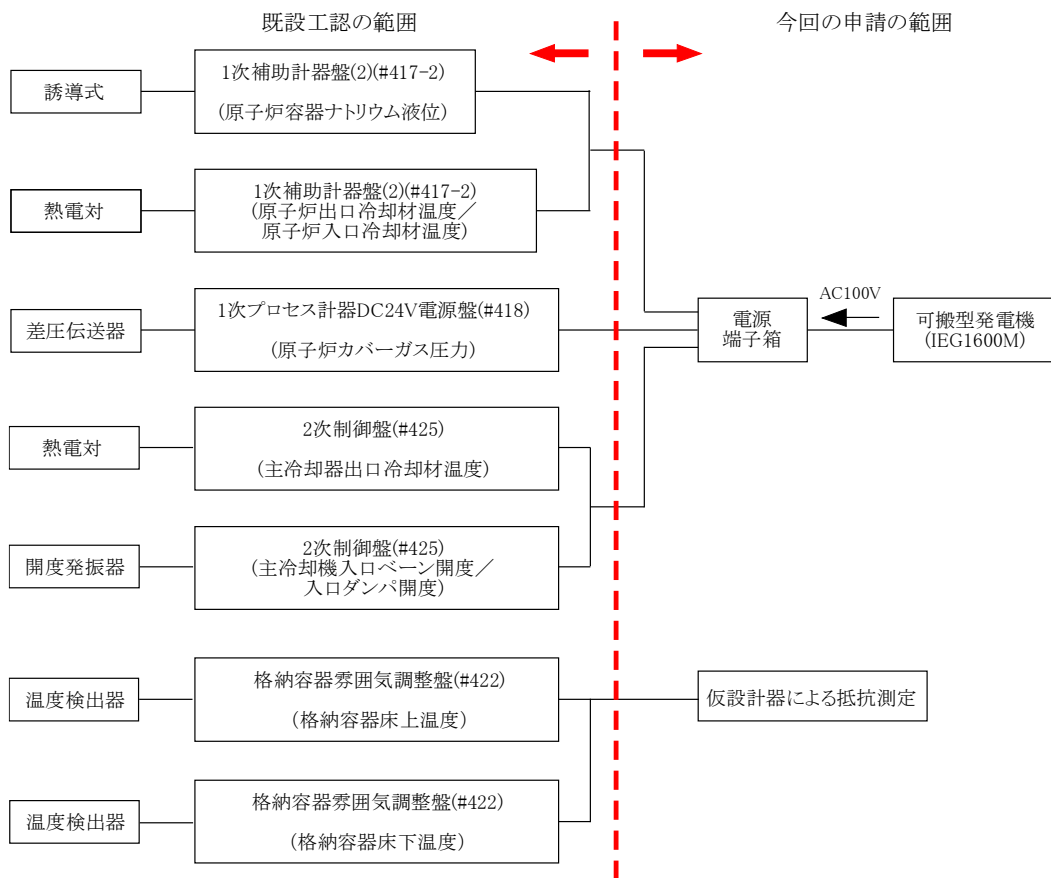 既設工認の範囲
今回の申請の範囲
誘導式
1次補助計器盤(2)(#417-2)
(原子炉容器ナトリウム液位)
熱電対
1次補助計器盤(2)(#417-2)
(原子炉出口冷却材温度／
原子炉入口冷却材温度)
差圧伝送器
1次プロセス計器DC24V電源盤(#418)
(原子炉カバーガス圧力)
電源
端子箱
AC100V
可搬型発電機
(IEG1600M)
熱電対
2次制御盤(#425)
(主冷却器出口冷却材温度)
開度発振器
2次制御盤(#425)
(主冷却機入口ベーン開度／
入口ダンパ開度)
温度検出器
格納容器雰囲気調整盤(#422)
(格納容器床上温度)
仮設計器による抵抗測定
温度検出器
格納容器雰囲気調整盤(#422)
(格納容器床下温度)